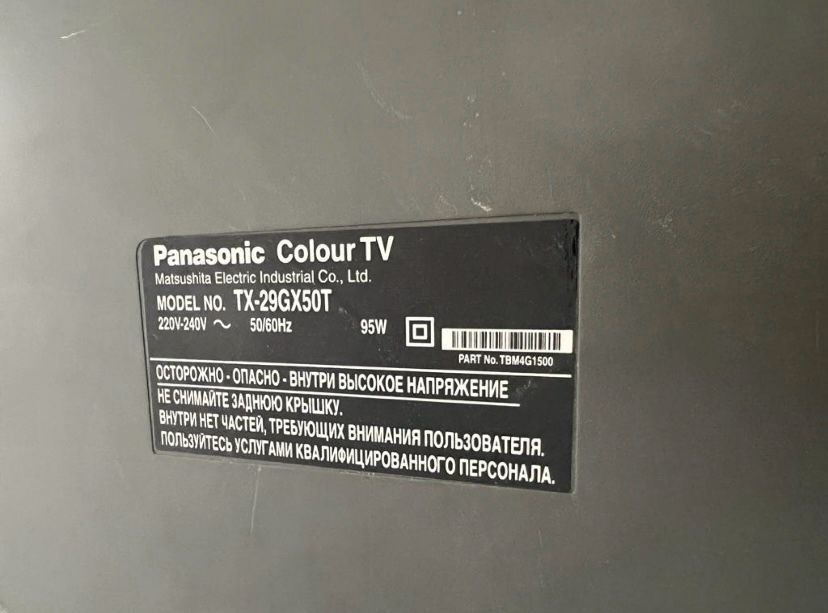 Panasonic Colour TV
Matsushita Electric Industrial Co., Ltd.
MODEL NO. TX-29GX50T
220V-240V ~ 50/60Hz 95W
PART No. TBM4G1500
ОСТОРОЖНО - ОПАСНО - ВНУТРИ ВЫСОКОЕ НАПРЯЖЕНИЕ
НЕ СНИМАЙТЕ ЗАДНЮЮ КРЫШКУ.
ВНУТРИ НЕТ ЧАСТЕЙ, ТРЕБУЮЩИХ ВНИМАНИЯ ПОЛЬЗОВАТЕЛЯ.
ПОЛЬЗУЙТЕСЬ УСЛУГАМИ КВАЛИФИЦИРОВАННОГО ПЕРСОНАЛА.